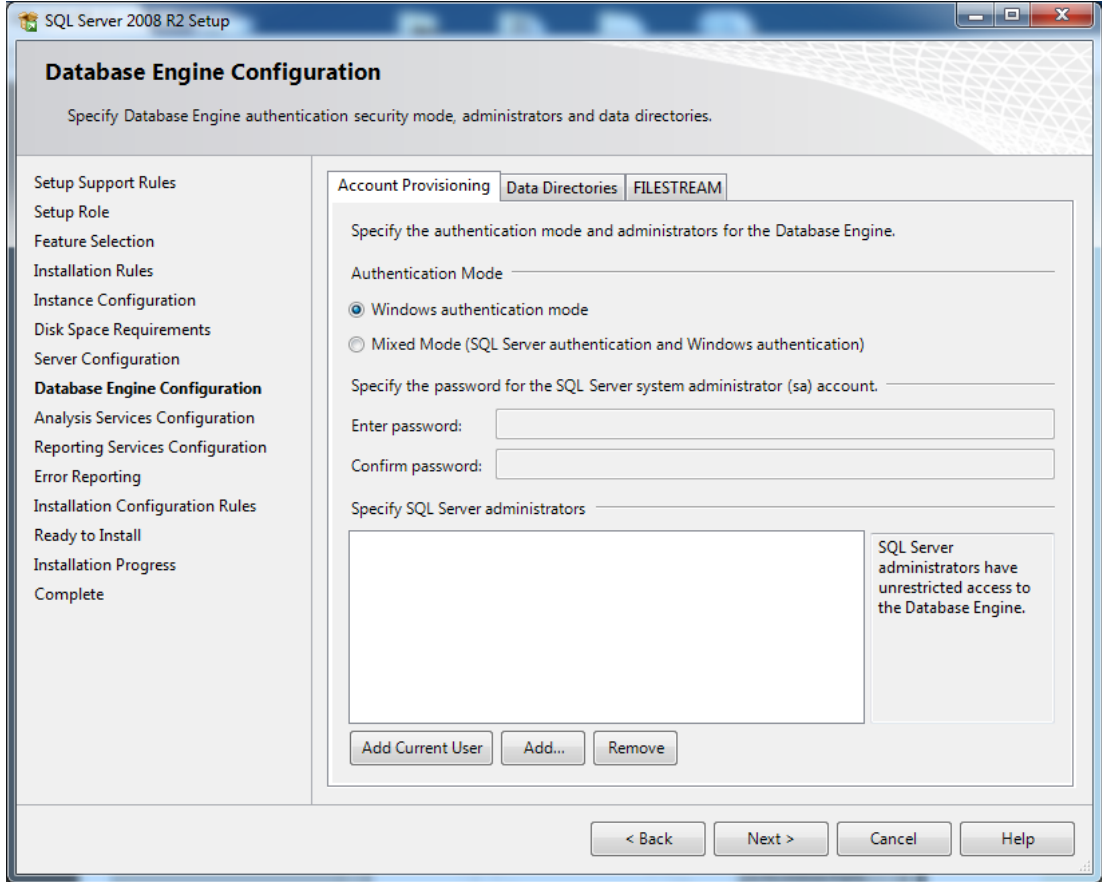 SQL Server 2008 R2 Setup
Database Engine Configuration
Specify Database Engine authentication security mode, administrators and data directories.
Setup Support Rules
Setup Role
Feature Selection
Installation Rules
Instance Configuration
Disk Space Requirements
Server Configuration
Database Engine Configuration
Analysis Services Configuration
Reporting Services Configuration
Error Reporting
Installation Configuration Rules
Ready to Install
Installation Progress
Complete
Account Provisioning Data Directories FILESTREAM
Specify the authentication mode and administrators for the Database Engine.
Authentication Mode
Windows authentication mode
Mixed Mode (SQL Server authentication and Windows authentication)
Specify the password for the SQL Server system administrator (sa) account.
Enter password:
Confirm password:
Specify SQL Server administrators
SQL Server
administrators have
unrestricted access to
the Database Engine.
Add Current User Add... Remove
< Back Next > Cancel Help